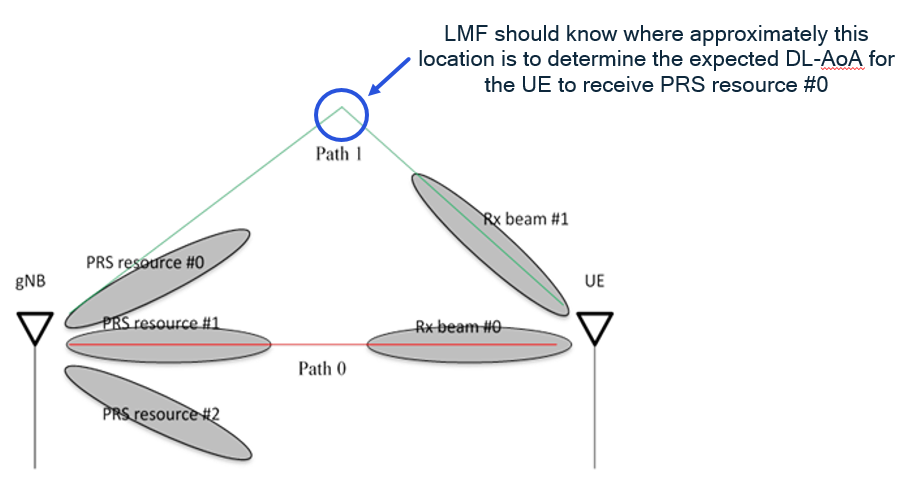 LMF should know where approximately this
location is to determine the expected DL-AoA for
the UE to receive PRS resource #0
Path 1
Rx beam #1
PRS resource #0
gNB
UE
PRS resource #1
Rx beam #0
Path 0
PRS resource #2